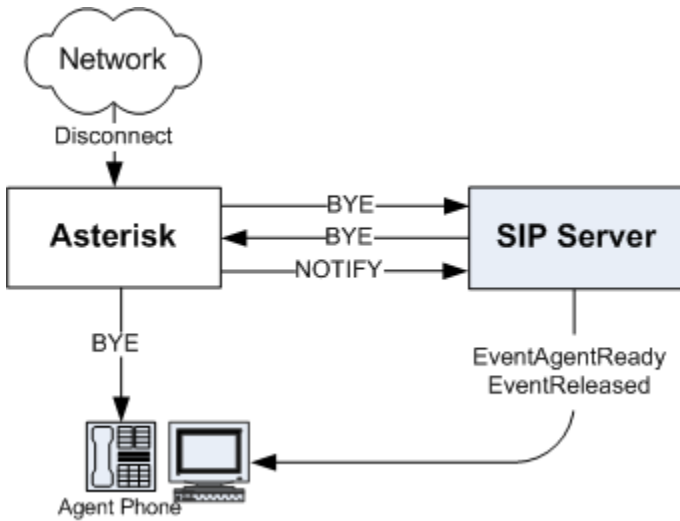 Network
Disconnect
Asterisk
BYE
BYE
NOTIFY
SIP Server
BYE
EventAgentReady
EventReleased
Agent Phone